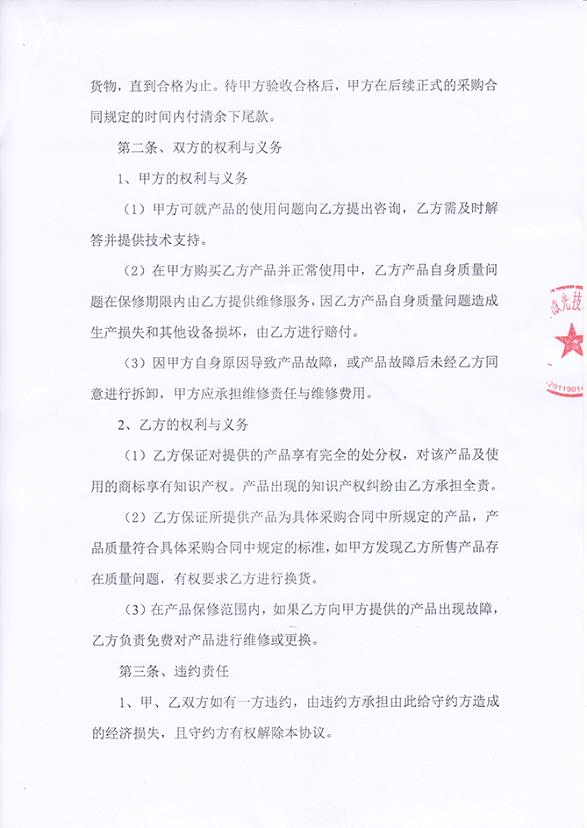 货物，直到合格为止。待甲方验收合格后，甲方在后续正式的采购合
同规定的时间内付清余下尾款。
第二条、双方的权利与义务
1、甲方的权利与义务
（1）甲方可就产品的使用问题向乙方提出咨询，乙方需及时解
答并提供技术支持。
（2）在甲方购买乙方产品并正常使用中，乙方产品自身质量问
题在保修期限内由乙方提供维修服务，因乙方产品自身质量问题造成
生产损失和其他设备损坏，由乙方进行赔付。
（3）因甲方自身原因导致产品故障，或产品故障后未经乙方同
意进行拆卸，甲方应承担维修责任与维修费用。
2、乙方的权利与义务
（1）乙方保证对提供的产品享有完全的处分权，对该产品及使
用的商标享有知识产权。产品出现的知识产权纠纷由乙方承担全责。
（2）乙方保证所提供产品为具体采购合同中所规定的产品，产
品质量符合具体采购合同中规定的标准，如甲方发现乙方所售产品存
在质量问题，有权要求乙方进行换货。
（3）在产品保修范围内，如果乙方向甲方提供的产品出现故障，
乙方负责免费对产品进行维修或更换。
第三条、违约责任
1、甲、乙双方如有一方违约，由违约方承担由此给守约方造成
的经济损失，且守约方有权解除本协议。
光技
2011901